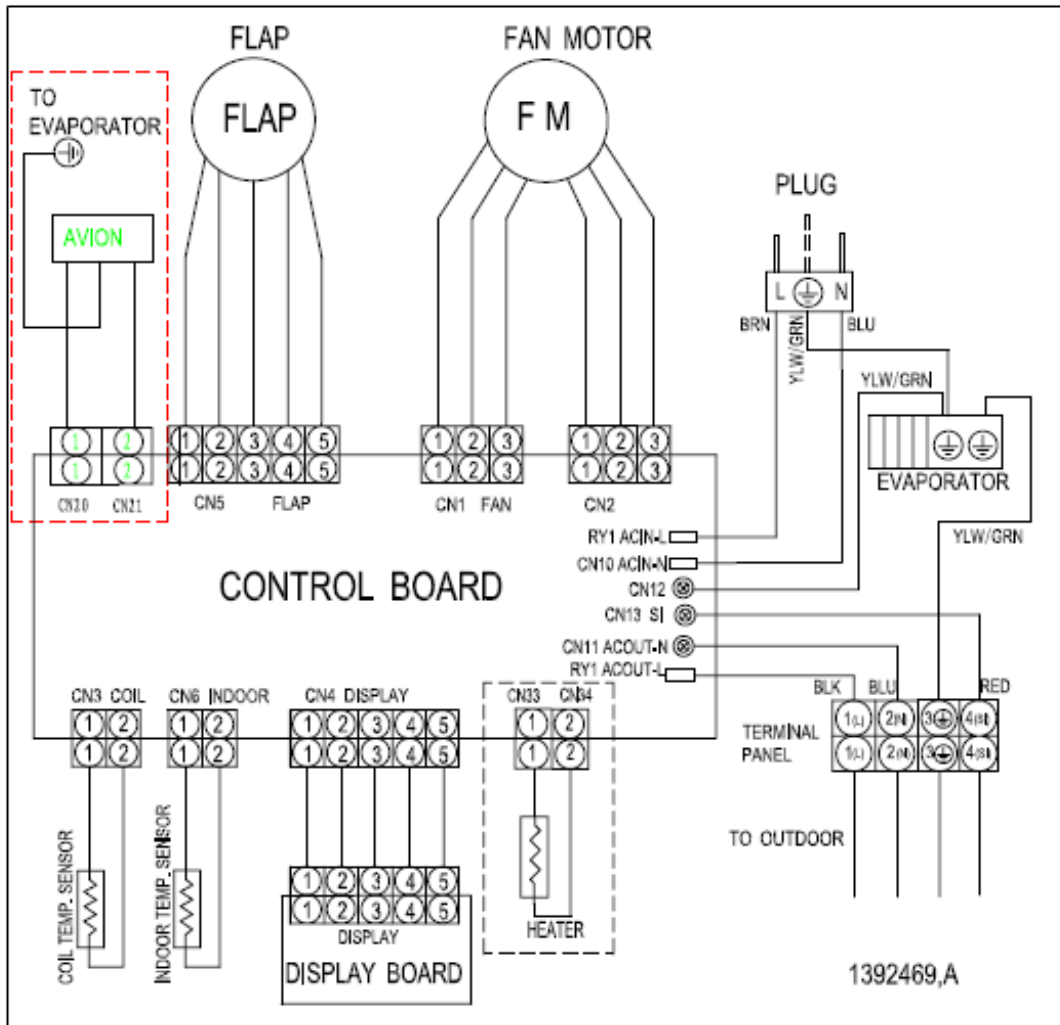 FLAP
FAN MOTOR
TO
EVAPORATOR
FLAP
F M
AVION
PLUG
L N
BRN
YLW/GRN
BLU
YLW/GRN
1 2
1 2
CN20 CN21
1 2 3 4 5
1 2 3 4 5
CN5 FLAP
1 2 3
1 2 3
CN1 FAN
1 2 3
1 2 3
CN2
EVAPORATOR
YLW/GRN
RY1 ACIN-L
CN10 ACIN-N
CN12
CN13 SI
CN11 ACOUT-N
RY1 ACOUT-L
CONTROL BOARD
CN3 COIL
1 2
1 2
CN6 INDOOR
1 2
1 2
CN4 DISPLAY
1 2 3 4 5
1 2 3 4 5
CN33 CN34
1 2
1 2
BLK BLU RED
TERMINAL
PANEL
1(L) 2(N) 3 4(SI)
1(L) 2(N) 3 4(SI)
TO OUTDOOR
COIL TEMP. SENSOR
INDOOR TEMP. SENSOR
1 2 3 4 5
1 2 3 4 5
DISPLAY
DISPLAY BOARD
HEATER
1392469,A